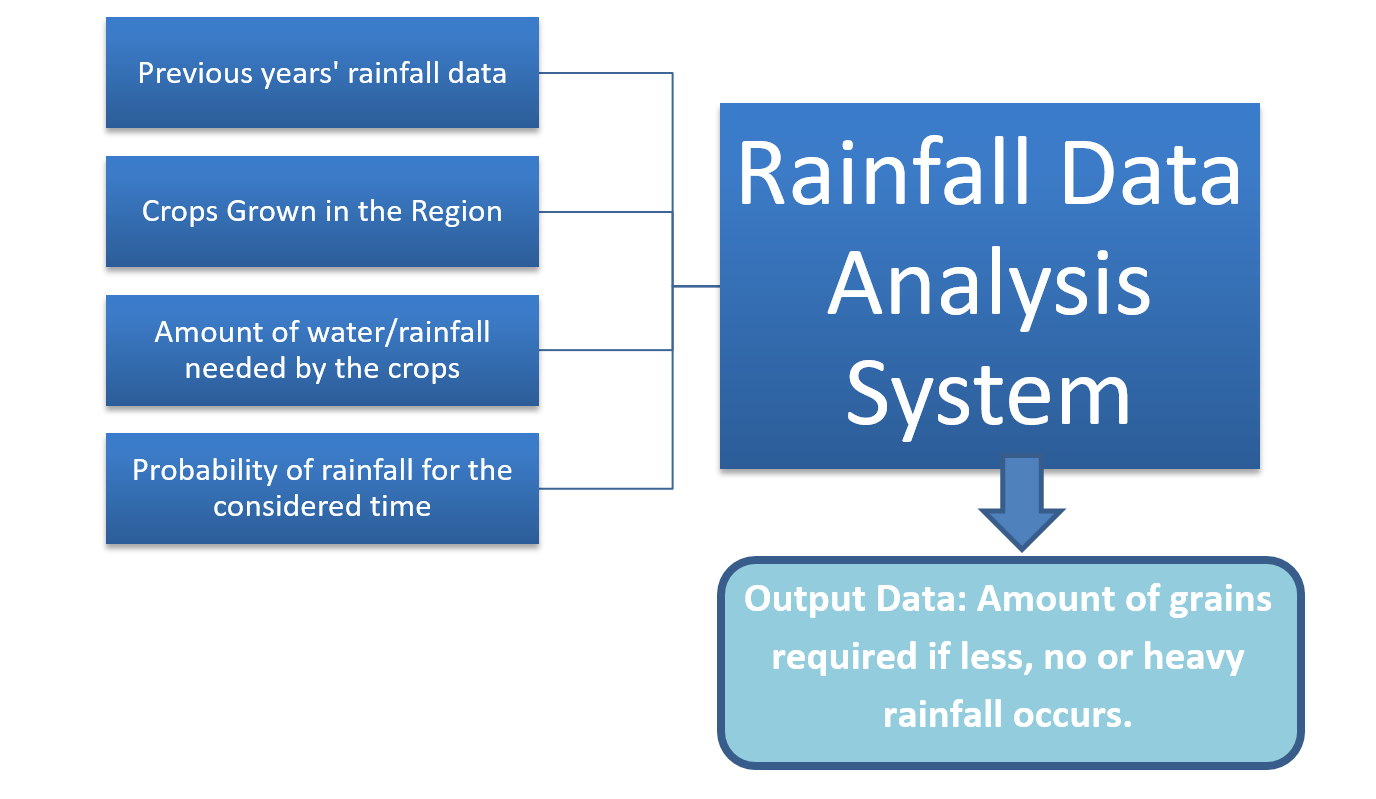 Previous years' rainfall data
Crops Grown in the Region
Amount of water/rainfall
needed by the crops
Probability of rainfall for the
considered time
Rainfall Data
Analysis
System
Output Data: Amount of grains
required if less, no or heavy
rainfall occurs.